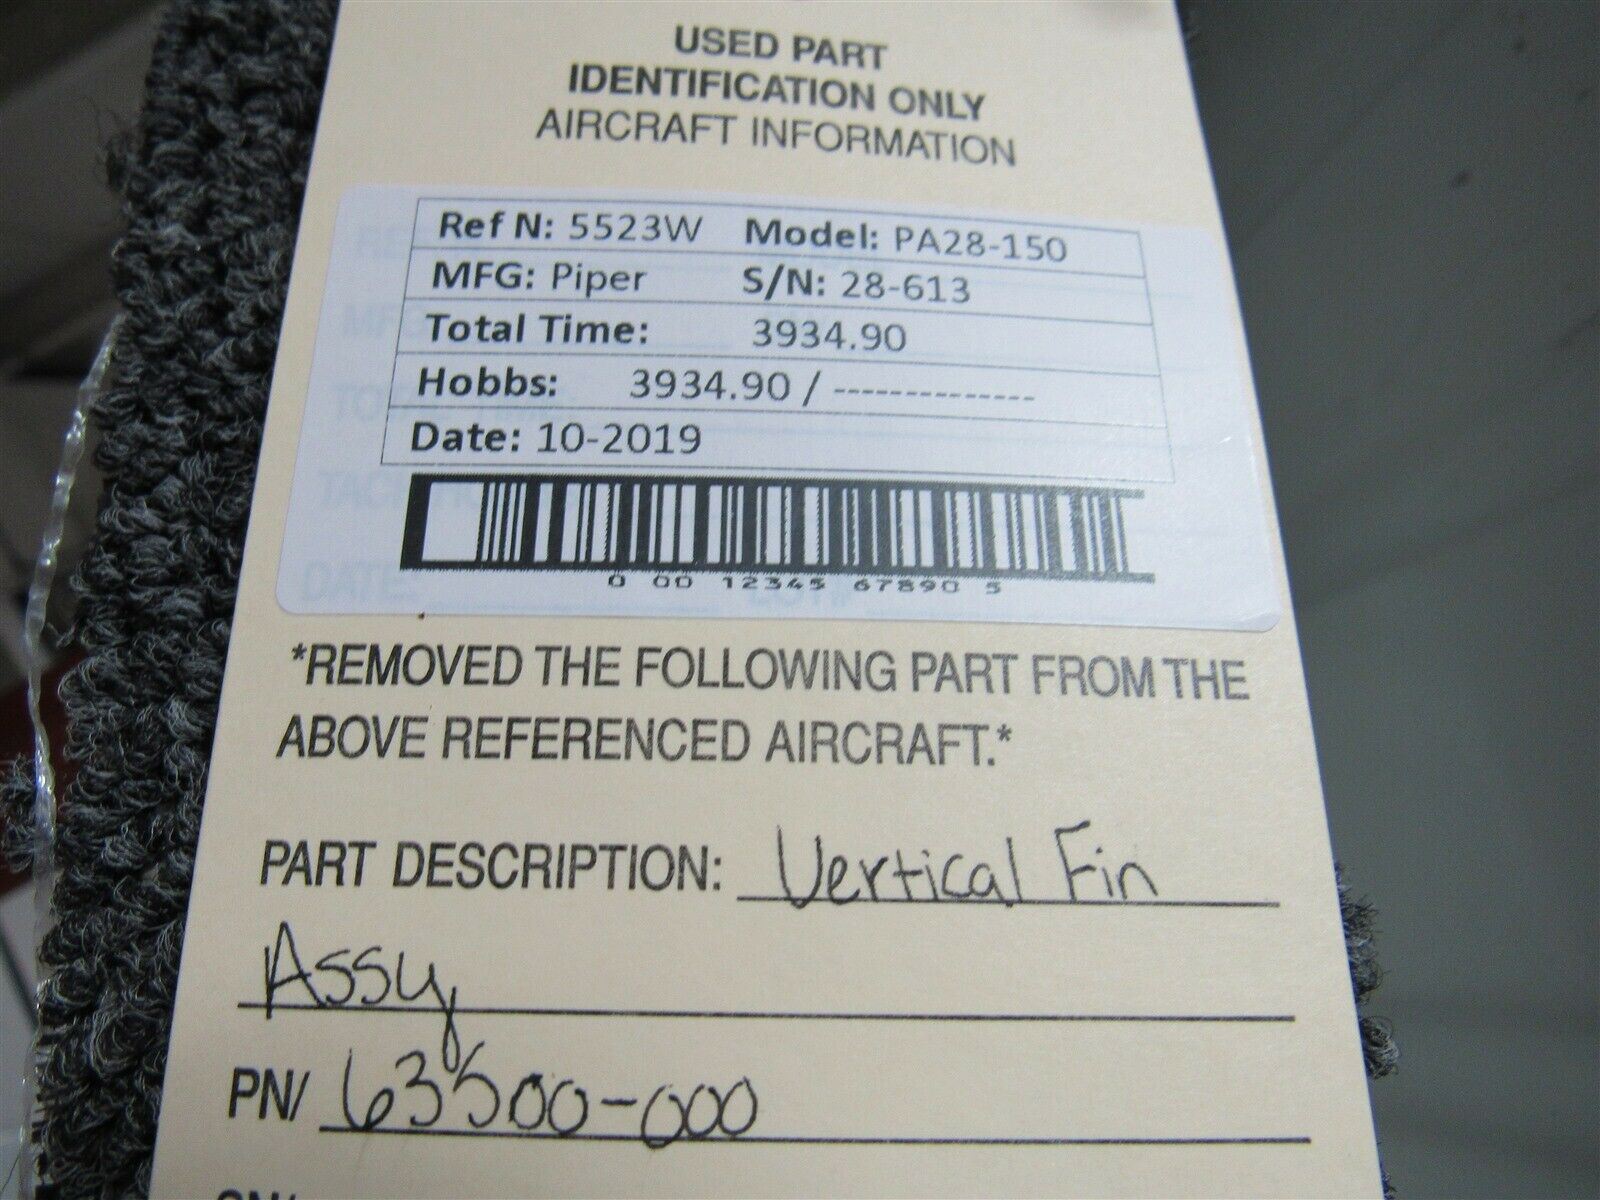 USED PART
IDENTIFICATION ONLY
AIRCRAFT INFORMATION
Ref N: 5523W Model: PA28-150
MFG: Piper S/N: 28-613
Total Time: 3934.90
Hobbs: 3934.90 / --------------
Date: 10-2019
DATE:
0 00 12345 67890 5
*REMOVED THE FOLLOWING PART FROM THE
ABOVE REFERENCED AIRCRAFT.*
PART DESCRIPTION: Vertical Fin
Assy
PN/ 63500-000
SN/